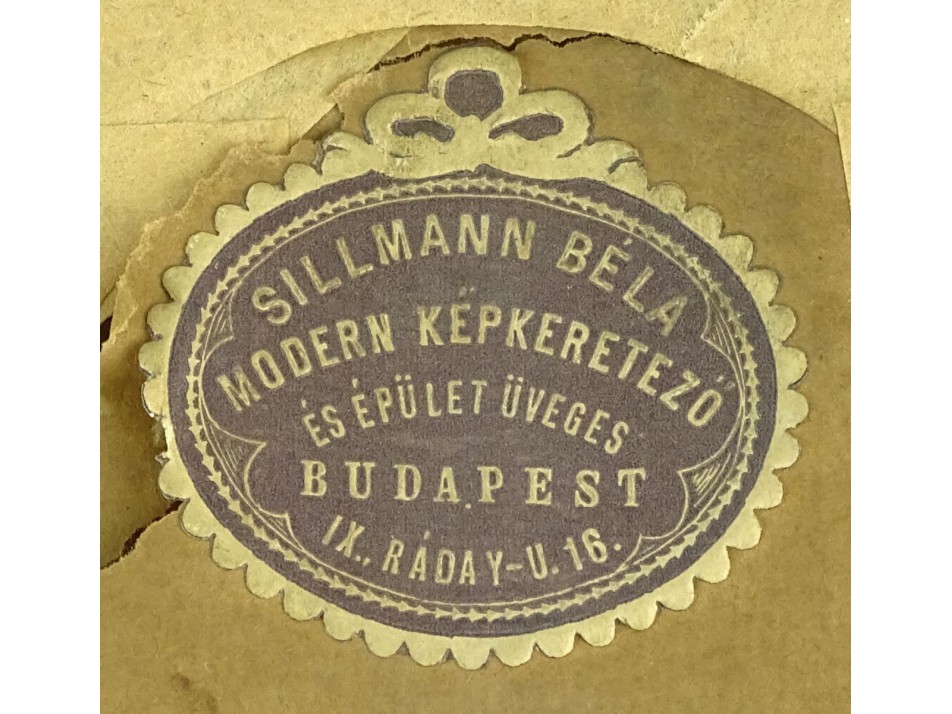 SILLMANN BÉLA
MODERN KÉPKERETEZŐ
ÉS ÉPÜLET ÜVEGES
BUDAPEST
IX., RÁDAY-U. 16.